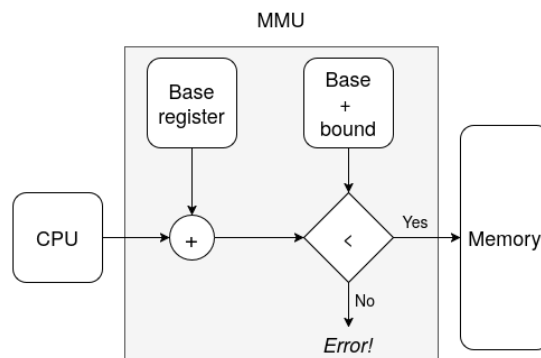 MMU
Base
register
Base
+
bound
CPU
+
<
Yes
Memory
No
Error!